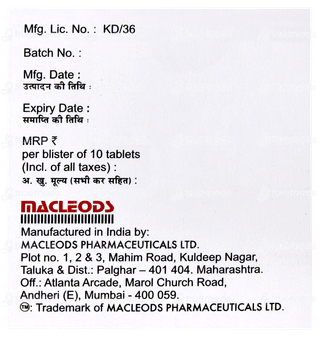 Mfg. Lic. No. : KD/36
Batch No. :
Mfg. Date :
उत्पादन की तिथि :
Expiry Date :
समाप्ति की तिथि :
MRP ₹
per blister of 10 tablets
(Incl. of all taxes) :
अ. खु. मूल्य (सभी कर सहित) :
MACLEODS
Manufactured in India by:
MACLEODS PHARMACEUTICALS LTD.
Plot no. 1, 2 & 3, Mahim Road, Kuldeep Nagar,
Taluka & Dist.: Palghar – 401 404. Maharashtra.
Off.: Atlanta Arcade, Marol Church Road,
Andheri (E), Mumbai - 400 059.
TM: Trademark of MACLEODS PHARMACEUTICALS LTD.